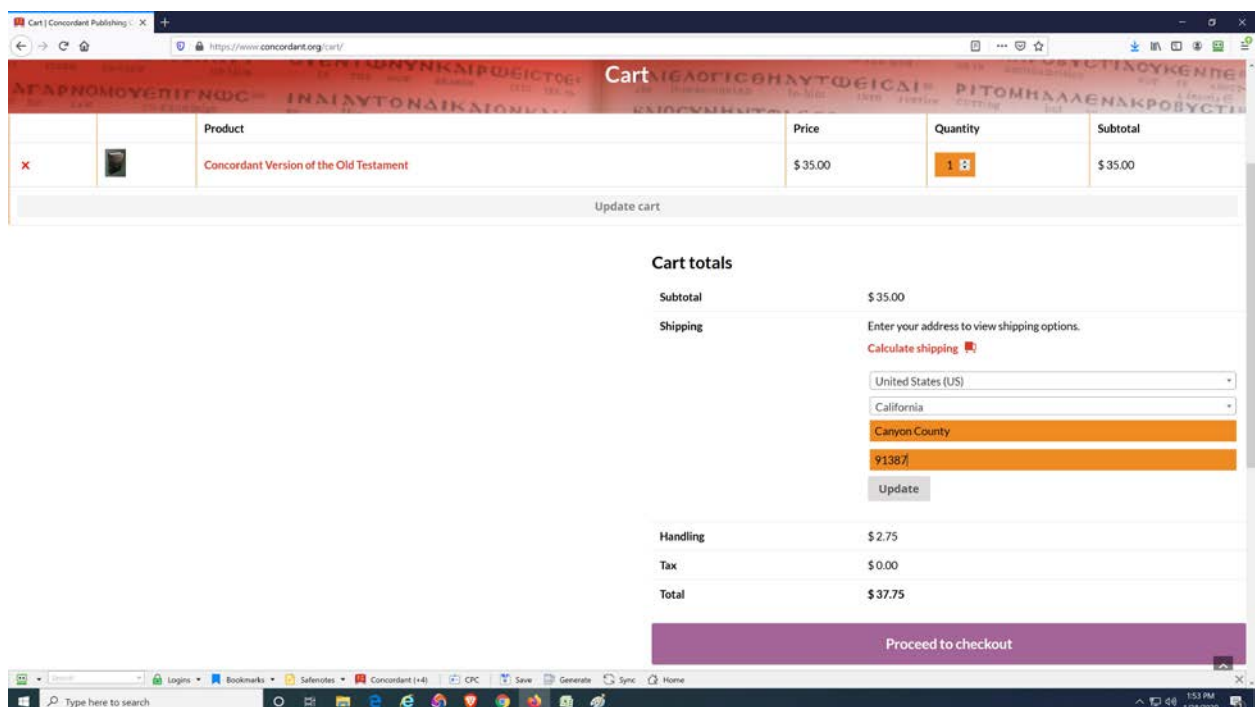 Cart | Concordant Publishing C
https://www.concordant.org/cart/
Cart
Product Price Quantity Subtotal
Concordant Version of the Old Testament $ 35.00 1 $ 35.00
Update cart
Cart totals
Subtotal $ 35.00
Shipping Enter your address to view shipping options.
Calculate shipping
United States (US)
California
Canyon County
91387
Update
Handling $ 2.75
Tax $ 0.00
Total $ 37.75
Proceed to checkout
Search Logins Bookmarks Safenotes Concordant (+4) CPC Save Generate Sync Home
Type here to search 1:53 PM